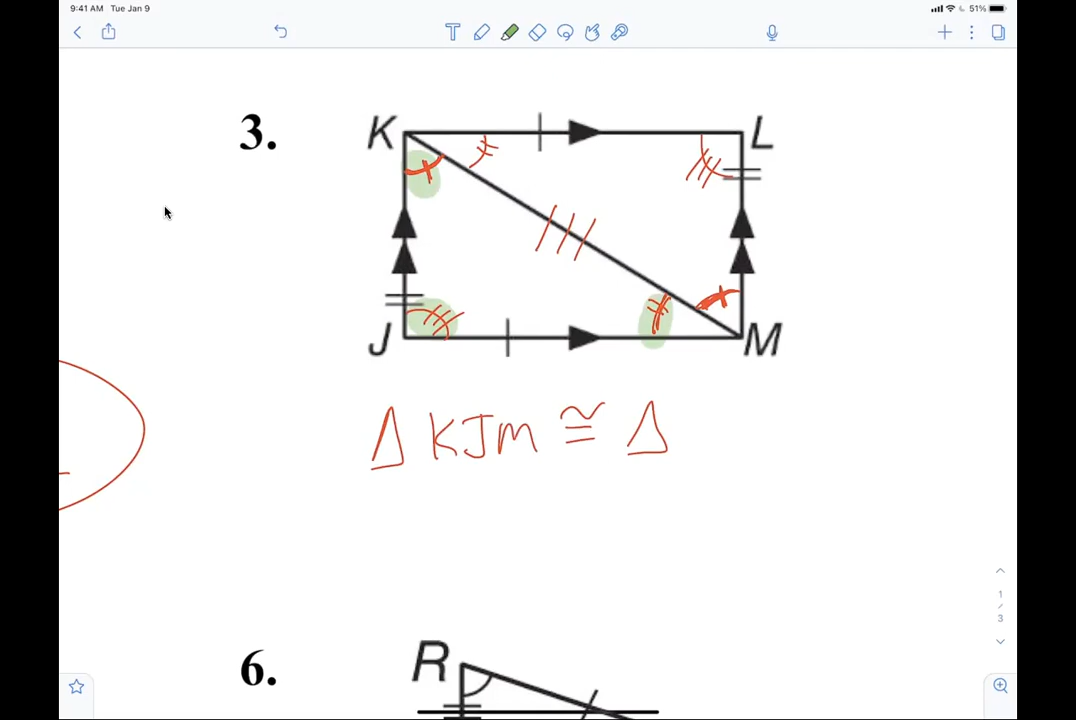 9:41 AM Tue Jan 9
51%
T
3.
K
L
J
M
Δ KJM ≅ Δ
1
/
3
6.
R